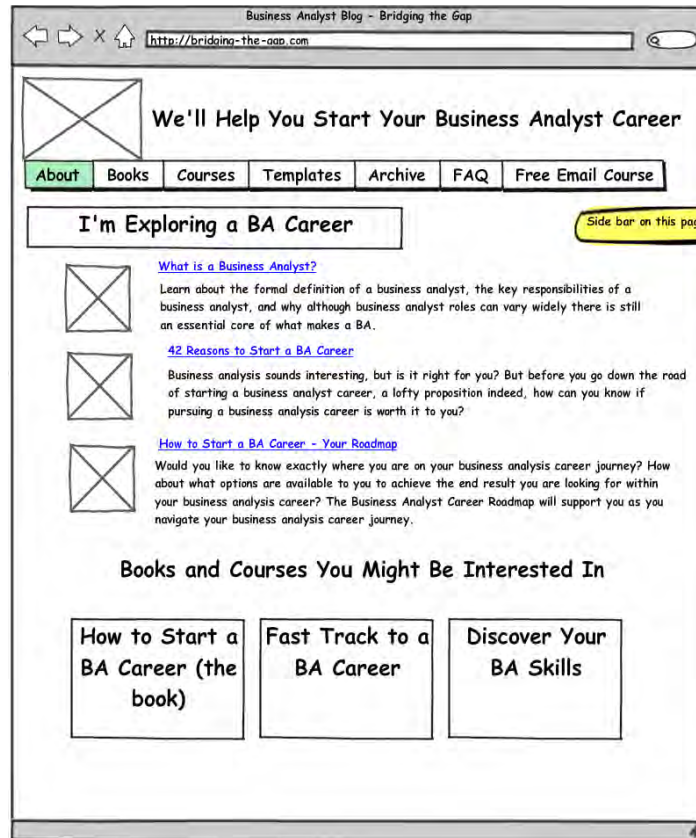 Business Analyst Blog - Bridging the Gap
http://bridging-the-gap.com
We'll Help You Start Your Business Analyst Career
About Books Courses Templates Archive FAQ Free Email Course
I'm Exploring a BA Career
Side bar on this pag
What is a Business Analyst?
Learn about the formal definition of a business analyst, the key responsibilities of a
business analyst, and why although business analyst roles can vary widely there is still
an essential core of what makes a BA.
42 Reasons to Start a BA Career
Business analysis sounds interesting, but is it right for you? But before you go down the road
of starting a business analyst career, a lofty proposition indeed, how can you know if
pursuing a business analysis career is worth it to you?
How to Start a BA Career - Your Roadmap
Would you like to know exactly where you are on your business analysis career journey? How
about what options are available to you to achieve the end result you are looking for within
your business analysis career? The Business Analyst Career Roadmap will support you as you
navigate your business analysis career journey.
Books and Courses You Might Be Interested In
How to Start a
BA Career (the
book)
Fast Track to a
BA Career
Discover Your
BA Skills